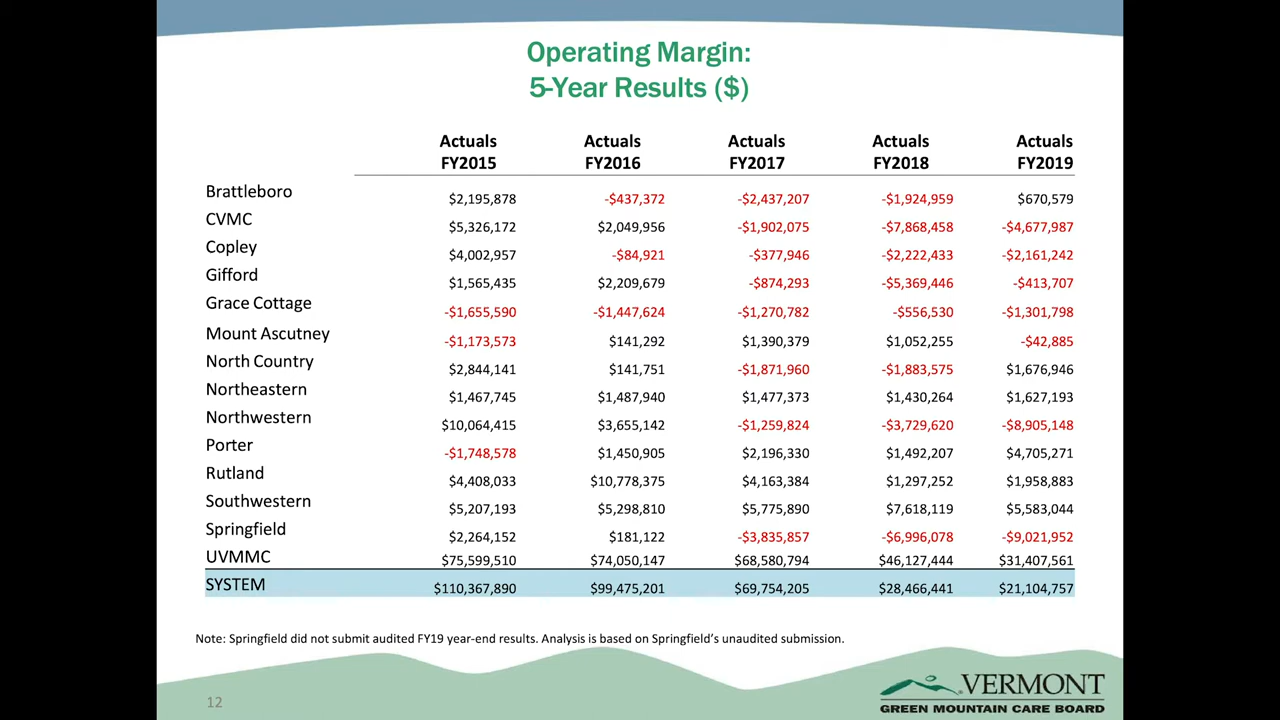 Operating Margin:
5-Year Results ($)
Actuals Actuals Actuals Actuals Actuals
FY2015 FY2016 FY2017 FY2018 FY2019
Brattleboro $2,195,878 -$437,372 -$2,437,207 -$1,924,959 $670,579
CVMC $5,326,172 $2,049,956 -$1,902,075 -$7,868,458 -$4,677,987
Copley $4,002,957 -$84,921 -$377,946 -$2,222,433 -$2,161,242
Gifford $1,565,435 $2,209,679 -$874,293 -$5,369,446 -$413,707
Grace Cottage -$1,655,590 -$1,447,624 -$1,270,782 -$556,530 -$1,301,798
Mount Ascutney -$1,173,573 $141,292 $1,390,379 $1,052,255 -$42,885
North Country $2,844,141 $141,751 -$1,871,960 -$1,883,575 $1,676,946
Northeastern $1,467,745 $1,487,940 $1,477,373 $1,430,264 $1,627,193
Northwestern $10,064,415 $3,655,142 -$1,259,824 -$3,729,620 -$8,905,148
Porter -$1,748,578 $1,450,905 $2,196,330 $1,492,207 $4,705,271
Rutland $4,408,033 $10,778,375 $4,163,384 $1,297,252 $1,958,883
Southwestern $5,207,193 $5,298,810 $5,775,890 $7,618,119 $5,583,044
Springfield $2,264,152 $181,122 -$3,835,857 -$6,996,078 -$9,021,952
UVMMC $75,599,510 $74,050,147 $68,580,794 $46,127,444 $31,407,561
SYSTEM $110,367,890 $99,475,201 $69,754,205 $28,466,441 $21,104,757
Note: Springfield did not submit audited FY19 year-end results. Analysis is based on Springfield's unaudited submission.
12
VERMONT
GREEN MOUNTAIN CARE BOARD